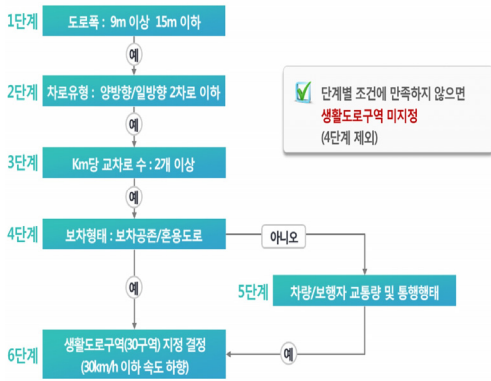 1단계 도로폭 : 9m 이상 15m 이하
예
2단계 차로유형 : 양방향/일방향 2차로 이하
예
단계별 조건에 만족하지 않으면
생활도로구역 미지정
(4단계 제외)
3단계 Km당 교차로 수 : 2개 이상
예
4단계 보차형태 : 보차공존/혼용도로
아니오
예
5단계 차량/보행자 교통량 및 통행행태
6단계 생활도로구역(30구역) 지정 결정
(30km/h 이하 속도 하향)
예